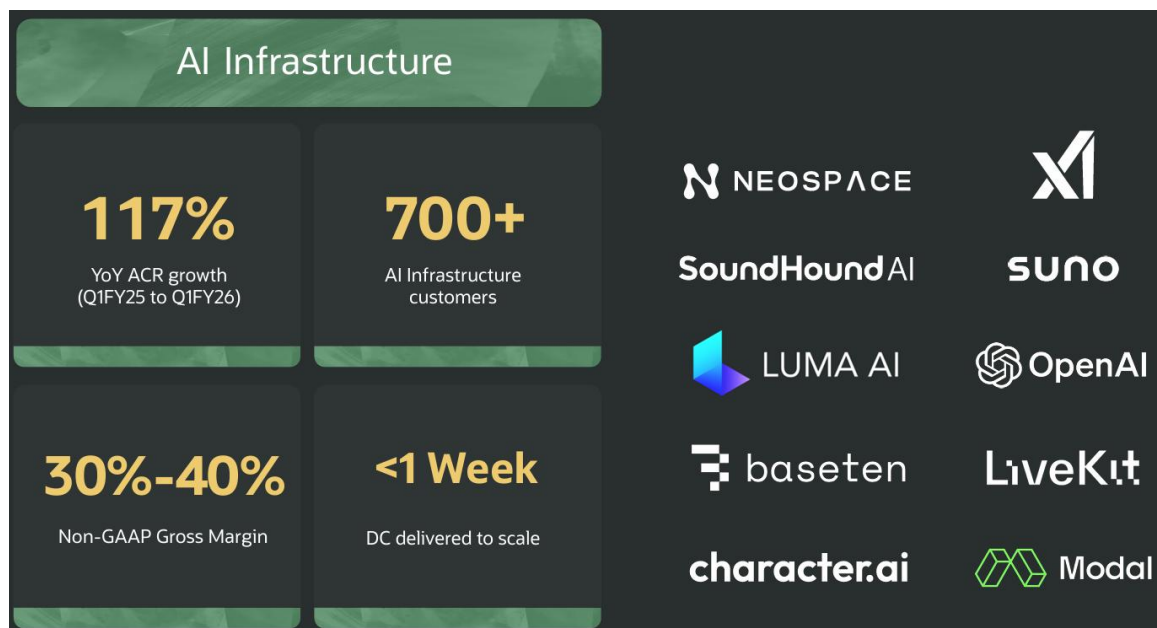 AI Infrastructure
117%
YoY ACR growth
(Q1FY25 to Q1FY26)
700+
AI Infrastructure
customers
30%-40%
Non-GAAP Gross Margin
<1 Week
DC delivered to scale
NEOSPACE
xAI
SoundHound AI
suno
LUMA AI
OpenAI
baseten
LiveKit
character.ai
Modal